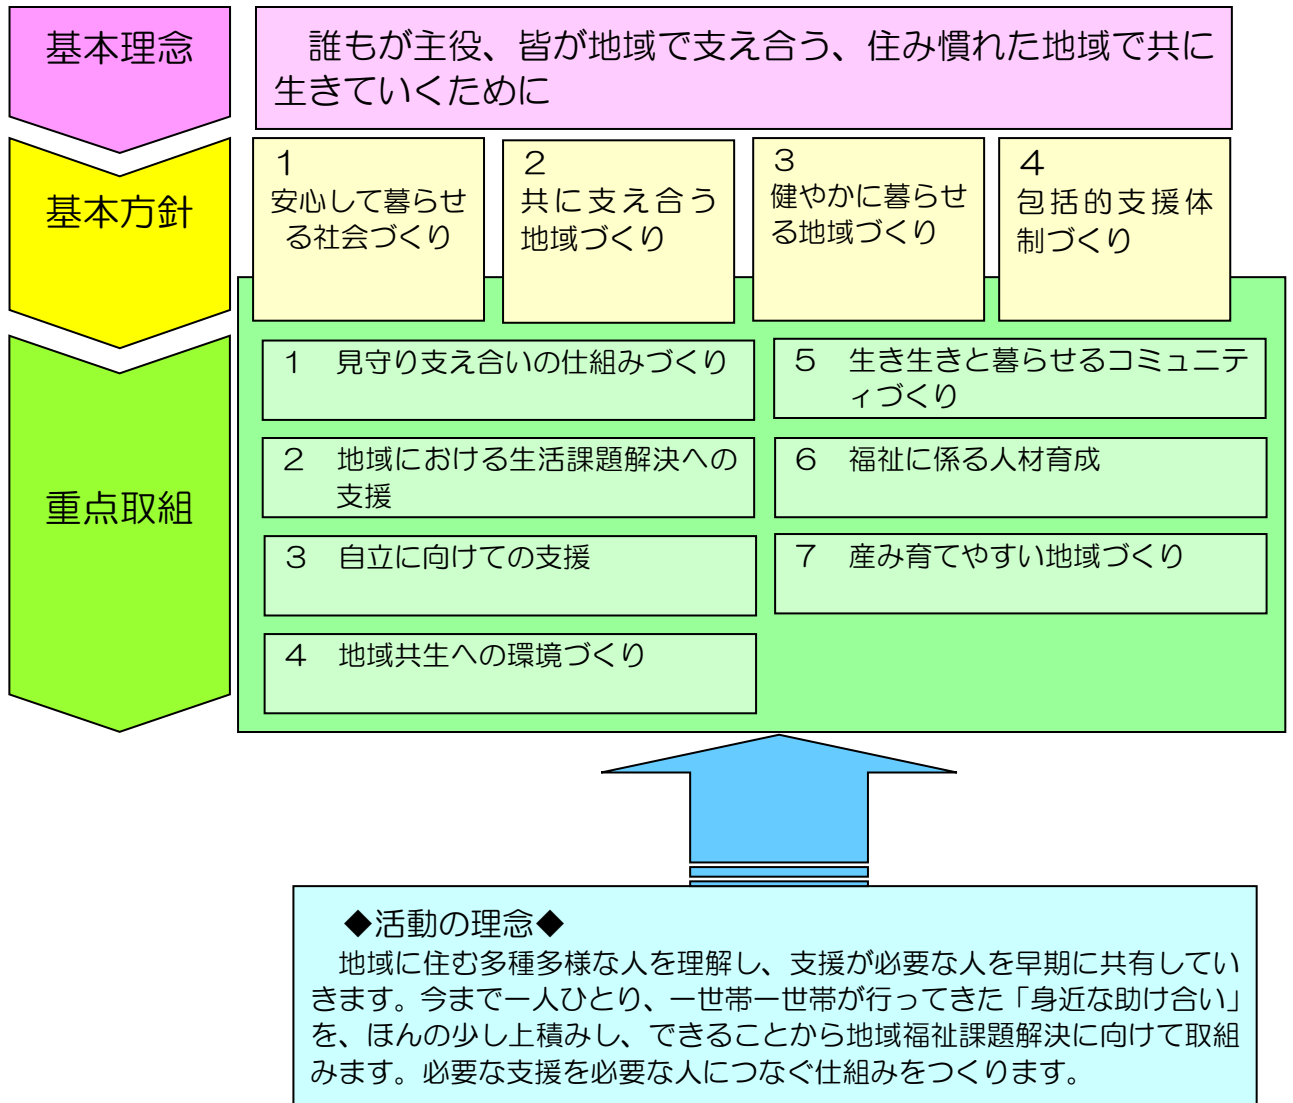 基本理念
　誰もが主役、皆が地域で支え合う、住み慣れた地域で共に
生きていくために
基本方針
１
安心して暮らせ
る社会づくり
２
共に支え合う
地域づくり
３
健やかに暮らせ
る地域づくり
４
包括的支援体
制づくり
重点取組
１　見守り支え合いの仕組みづくり
２　地域における生活課題解決への
支援
３　自立に向けての支援
４　地域共生への環境づくり
５　生き生きと暮らせるコミュニテ
ィづくり
６　福祉に係る人材育成
７　産み育てやすい地域づくり
◆活動の理念◆
　地域に住む多種多様な人を理解し、支援が必要な人を早期に共有してい
きます。今まで一人ひとり、一世帯一世帯が行ってきた「身近な助け合い」
を、ほんの少し上積みし、できることから地域福祉課題解決に向けて取組
みます。必要な支援を必要な人につなぐ仕組みをつくります。